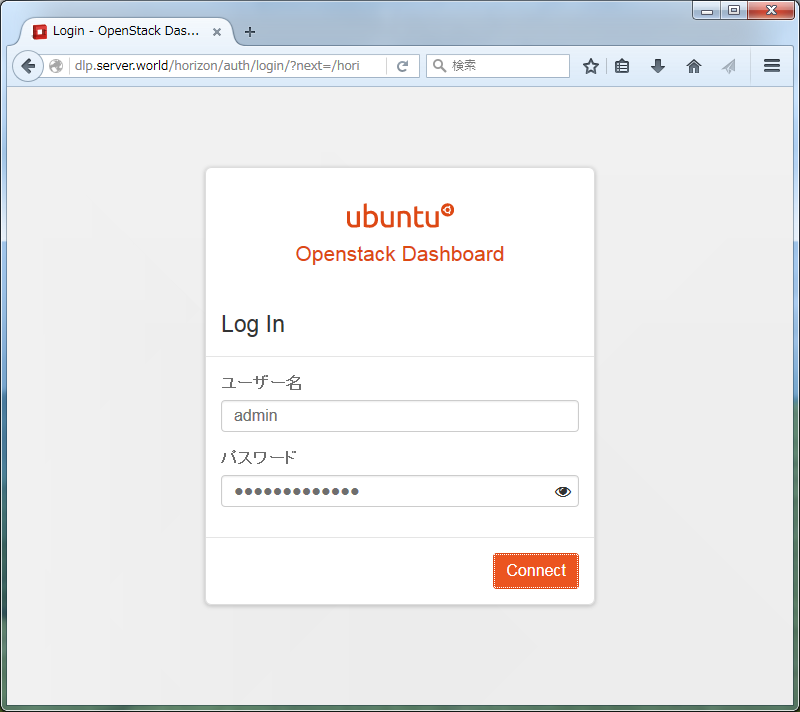 Login - OpenStack Das...
dlp.server.world/horizon/auth/login/?next=/hori
検索
ubuntu
Openstack Dashboard
Log In
ユーザー名
admin
パスワード
●●●●●●●●●●●●●
Connect